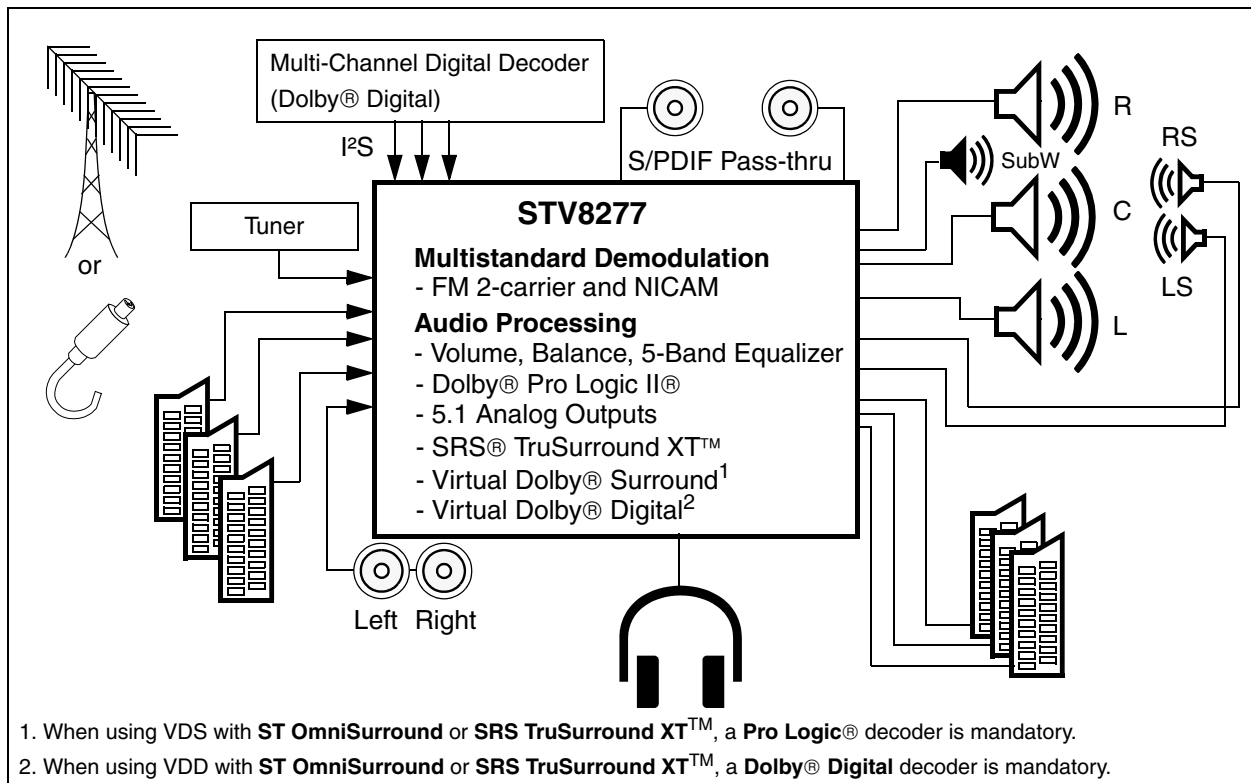 Multi-Channel Digital Decoder
(Dolby® Digital)
I²S
S/PDIF Pass-thru
R
RS
SubW
C
LS
L
Tuner
or
STV8277
Multistandard Demodulation
- FM 2-carrier and NICAM
Audio Processing
- Volume, Balance, 5-Band Equalizer
- Dolby® Pro Logic II®
- 5.1 Analog Outputs
- SRS® TruSurround XT™
- Virtual Dolby® Surround¹
- Virtual Dolby® Digital²
Left Right
1. When using VDS with ST OmniSurround or SRS TruSurround XT™, a Pro Logic® decoder is mandatory.
2. When using VDD with ST OmniSurround or SRS TruSurround XT™, a Dolby® Digital decoder is mandatory.